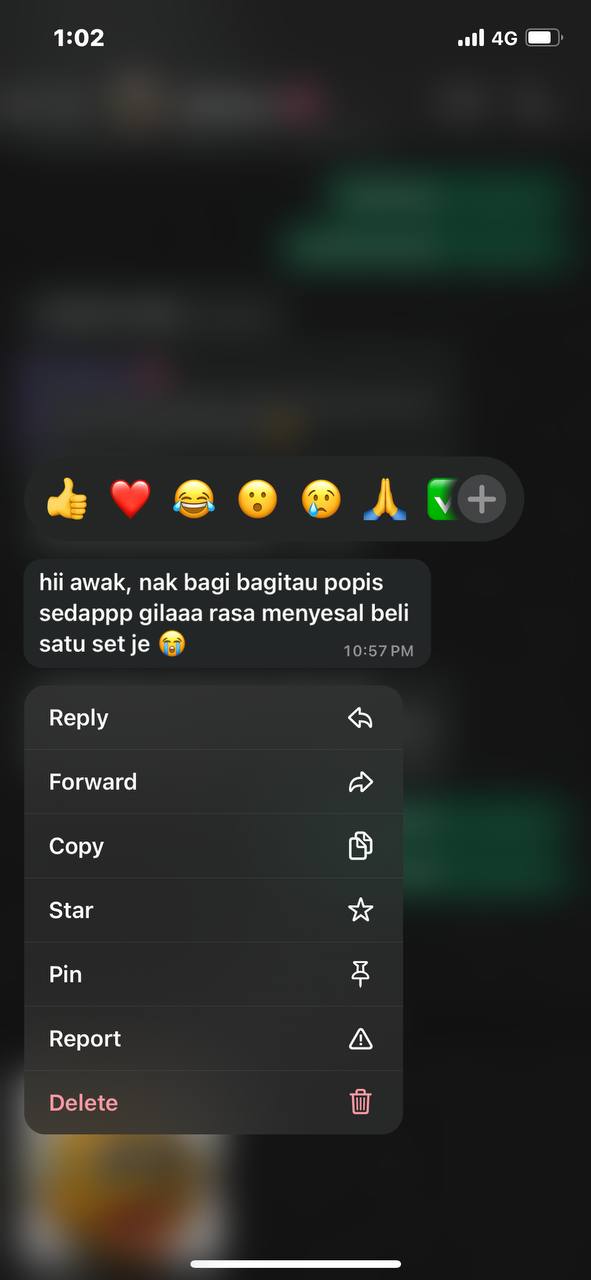 1:02
4G
hii awak, nak bagi bagitau popis
sedappp gilaaa rasa menyesal beli
satu set je 😭
10:57 PM
Reply
Forward
Copy
Star
Pin
Report
Delete